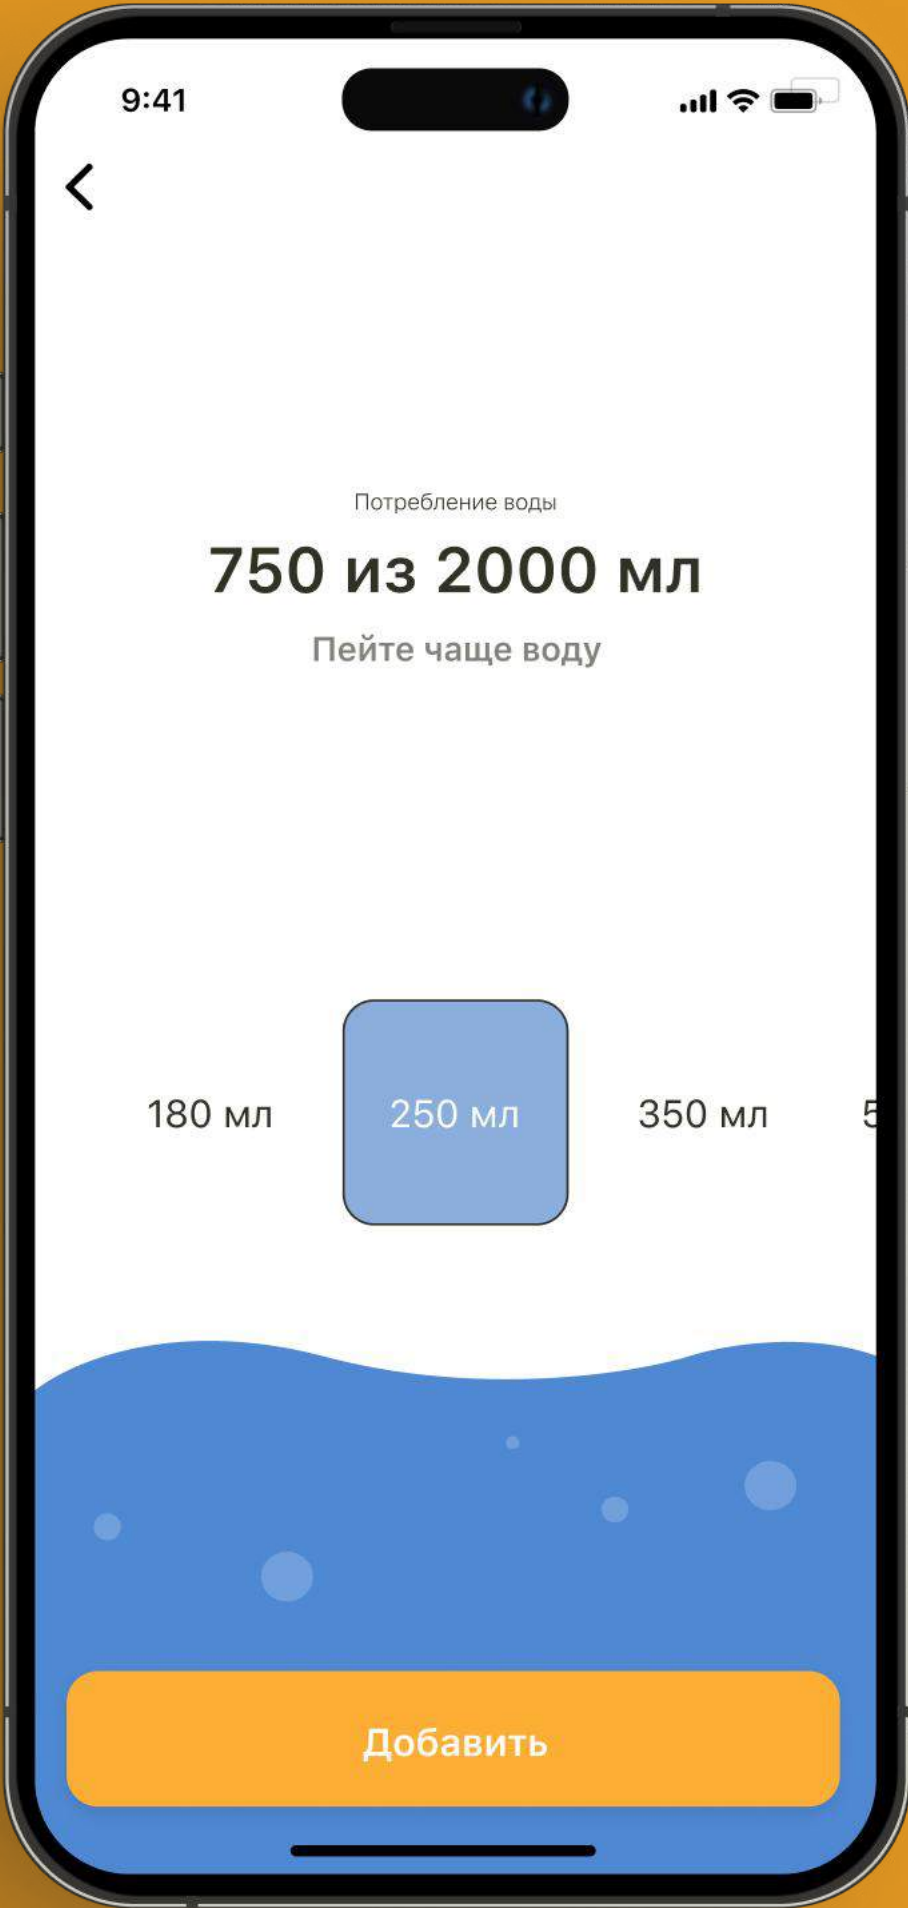 9:41
Потребление воды
750 из 2000 мл
Пейте чаще воду
180 мл 250 мл 350 мл
Добавить